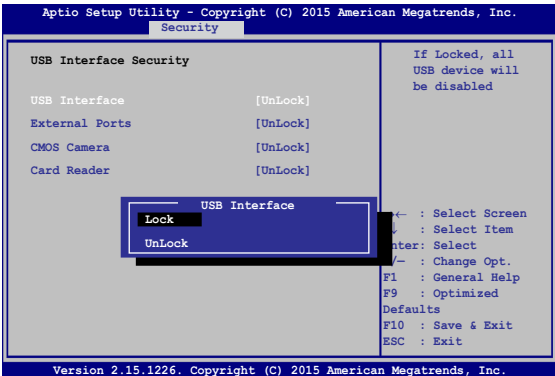 Aptio Setup Utility - Copyright (C) 2015 American Megatrends, Inc.
Security
USB Interface Security
USB Interface [UnLock]
External Ports [UnLock]
CMOS Camera [UnLock]
Card Reader [UnLock]
If Locked, all
USB device will
be disabled
USB Interface
Lock
UnLock
→← : Select Screen
↓ : Select Item
nter: Select
/— : Change Opt.
F1 : General Help
F9 : Optimized
Defaults
F10 : Save & Exit
ESC : Exit
Version 2.15.1226. Copyright (C) 2015 American Megatrends, Inc.